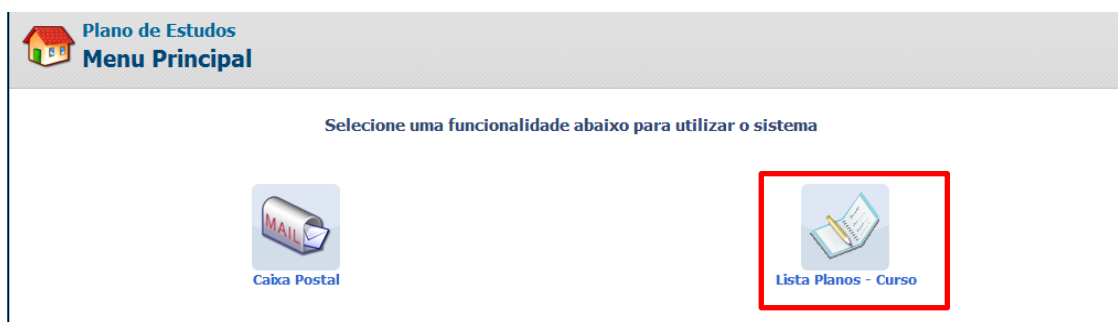 Plano de Estudos
Menu Principal
Selecione uma funcionalidade abaixo para utilizar o sistema
MAIL
Caixa Postal
Lista Planos - Curso